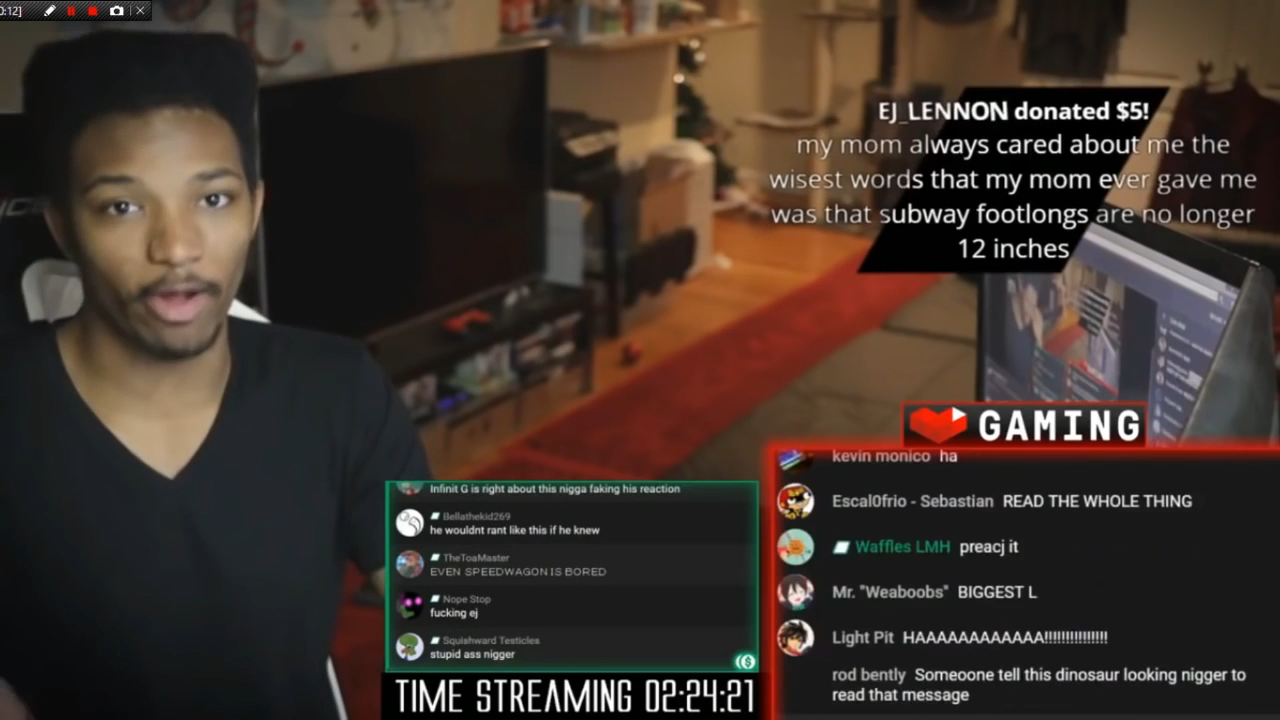 0:12]
EJ_LENNON donated $5!
my mom always cared about me the
wisest words that my mom ever gave me
was that subway footlongs are no longer
12 inches
GAMING
kevin monico ha
Escal0frio - Sebastian READ THE WHOLE THING
Waffles LMH preacj it
Mr. "Weaboobs" BIGGEST L
Light Pit HAAAAAAAAAAAA!!!!!!!!!!!!!!!
rod bently Someoone tell this dinosaur looking nigger to
read that message
Infinit G is right about this nigga faking his reaction
Bellathekid269
he wouldnt rant like this if he knew
TheToaMaster
EVEN SPEEDWAGON IS BORED
Nope Stop
fucking ej
Squishward Testicles
stupid ass nigger
TIME STREAMING 02:24:21